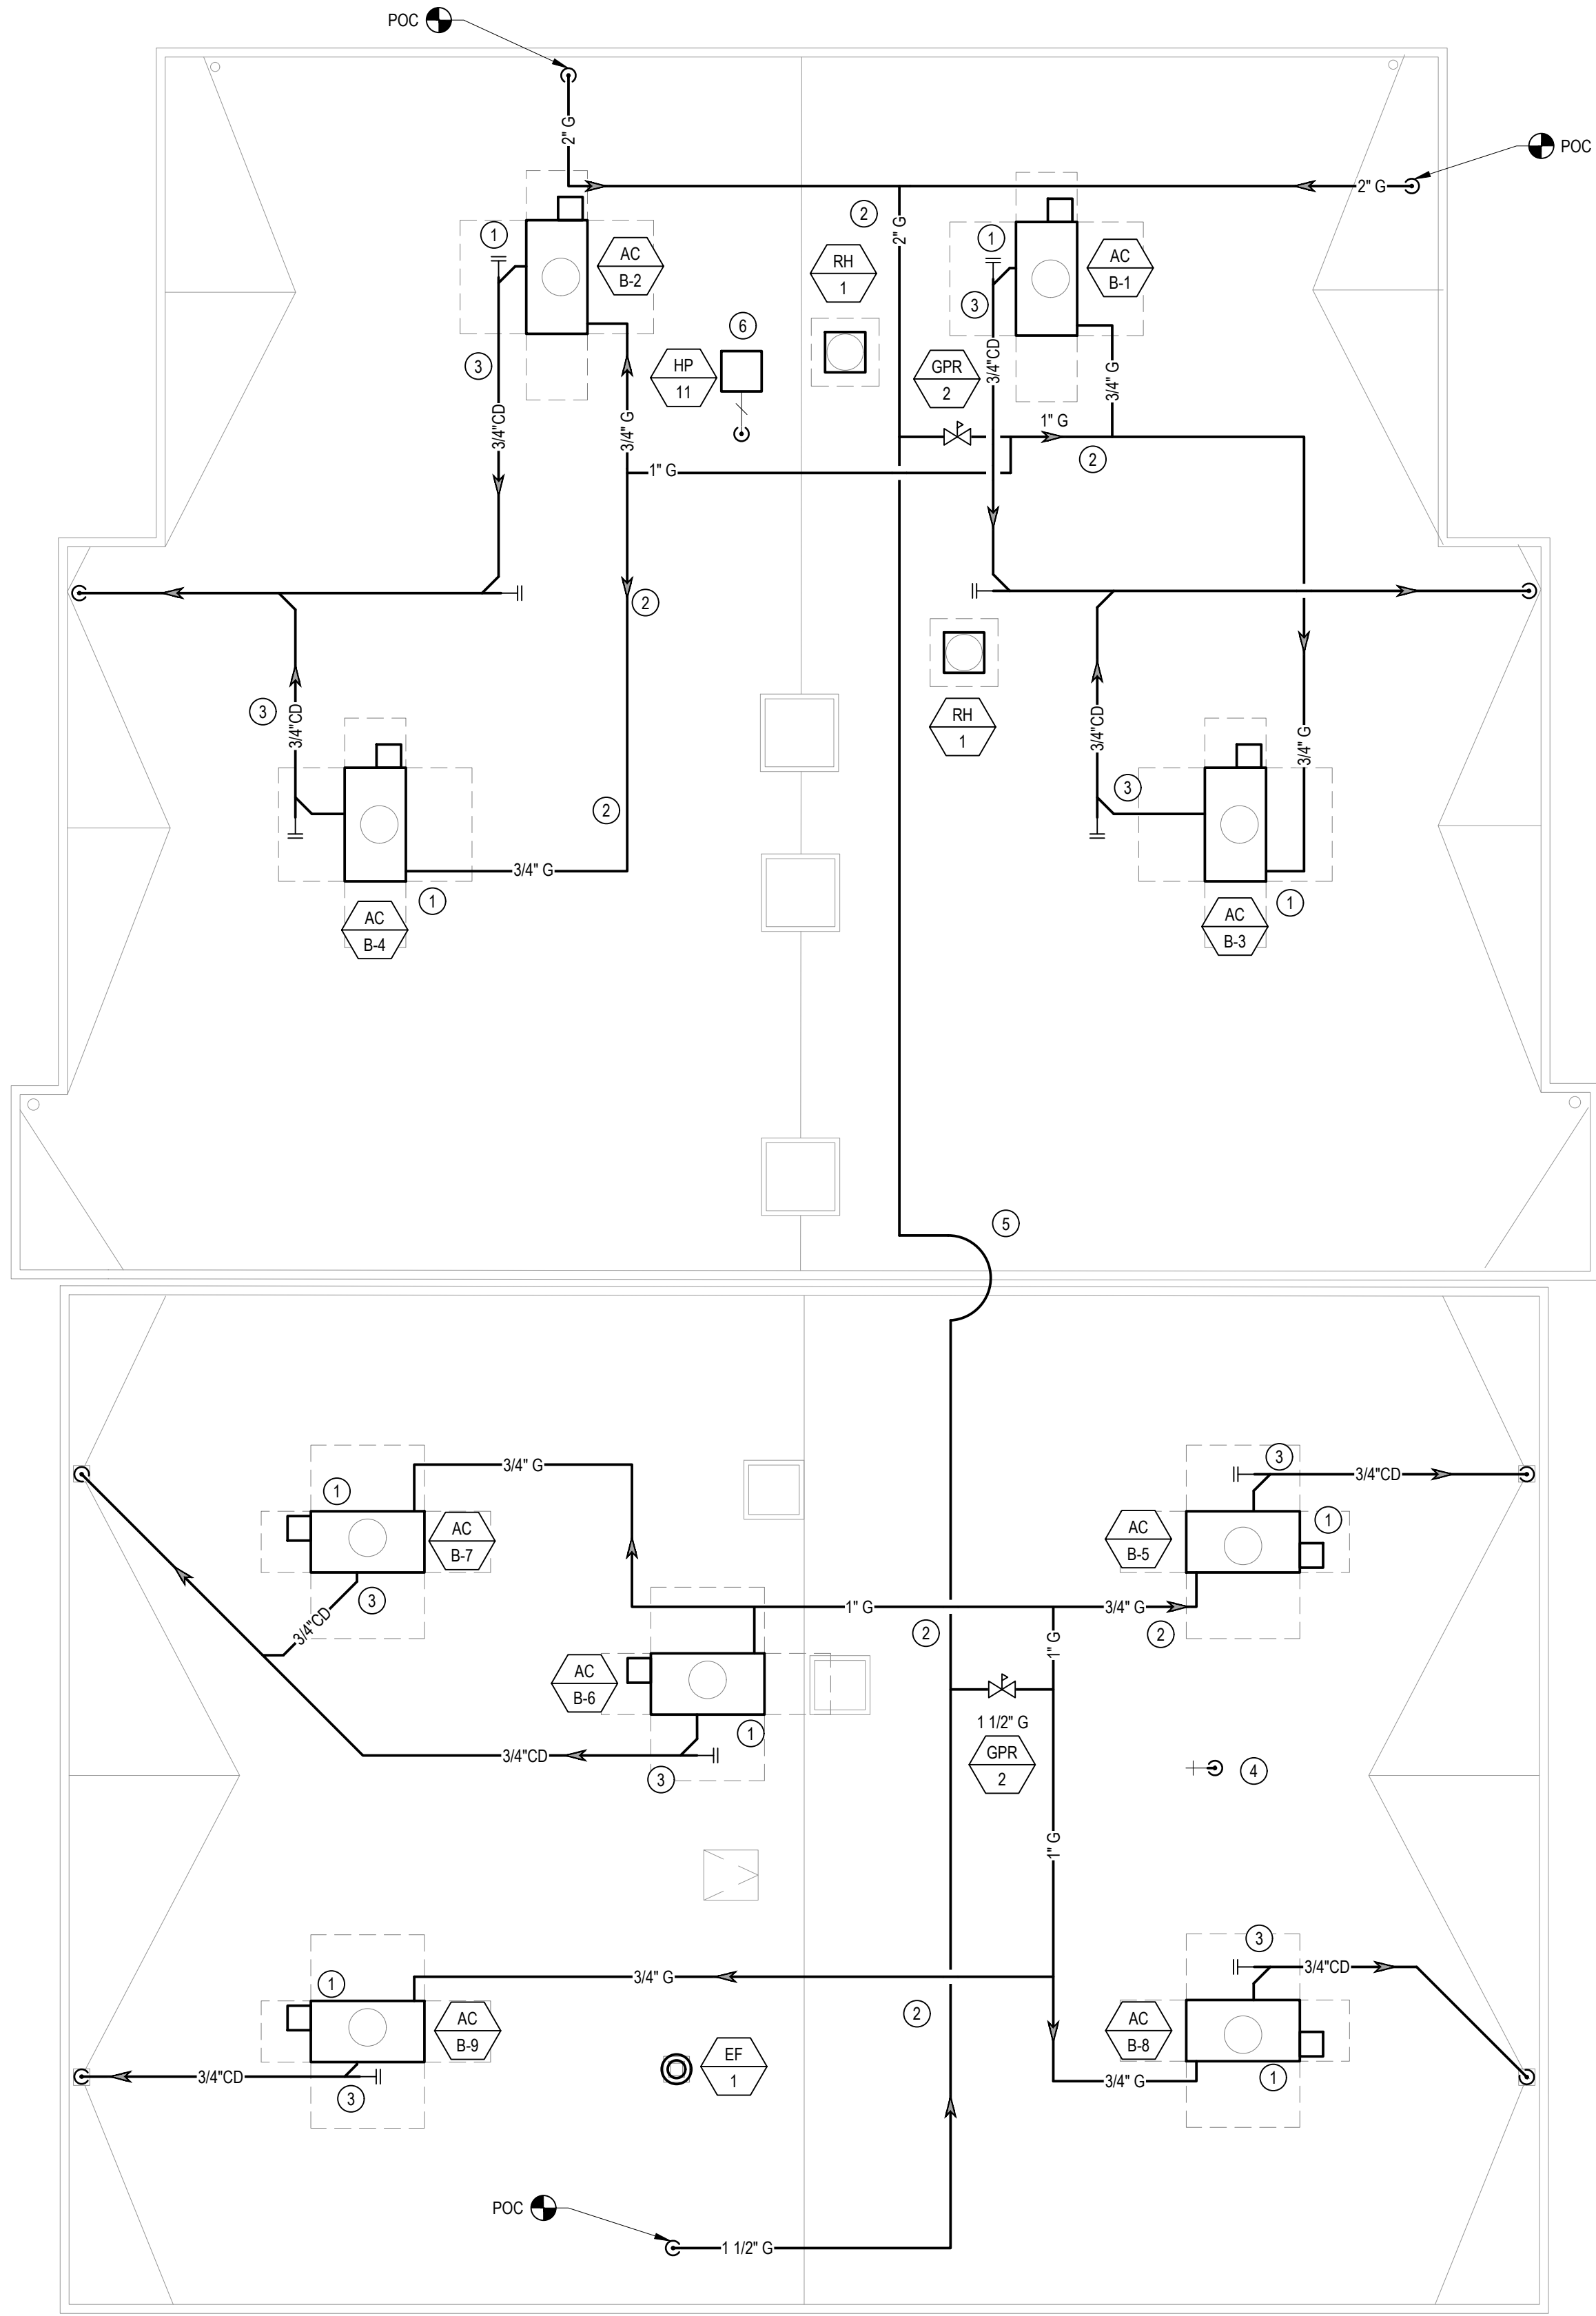 POC
POC
2" G
2" G
2
2" G
1
AC
B-2
RH
1
1
AC
B-1
3
6
HP
11
3
GPR
2
3/4"CD
3/4" G
3/4"CD
3/4" G
1" G
2
1" G
2
3
3/4"CD
RH
1
3/4"CD
3/4" G
2
3
3/4" G
1
AC
B-4
1
AC
B-3
5
3/4" G
1
AC
B-7
3
3/4"CD
1
AC
B-5
3
3/4"CD
1" G
3/4" G
2
2
1" G
AC
B-6
1
3/4"CD
3
1 1/2" G
GPR
2
4
1" G
3
3/4"CD
3/4" G
1
AC
B-9
2
AC
B-8
1
3/4"CD
3
EF
1
3/4" G
POC
1 1/2" G